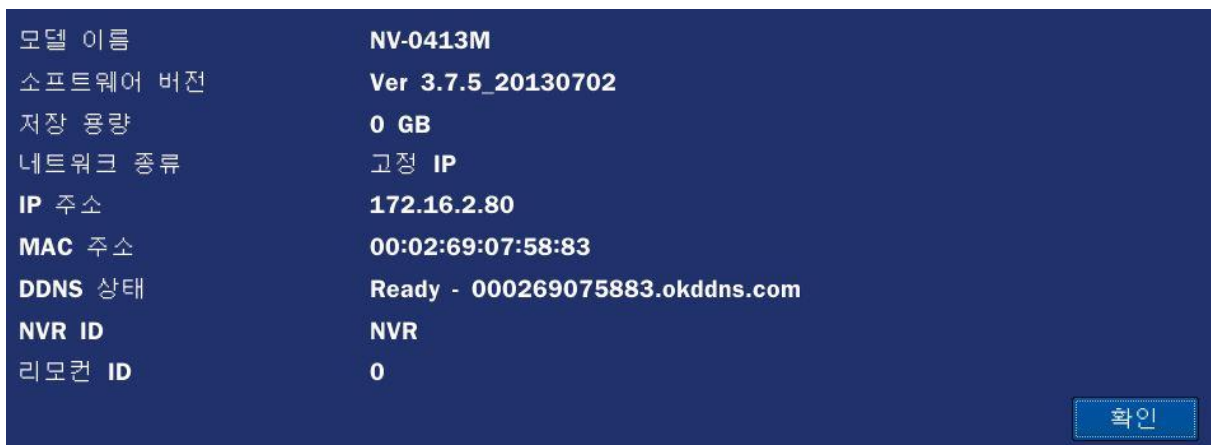 모델 이름 NV-0413M
소프트웨어 버전 Ver 3.7.5_20130702
저장 용량 0 GB
네트워크 종류 고정 IP
IP 주소 172.16.2.80
MAC 주소 00:02:69:07:58:83
DDNS 상태 Ready - 000269075883.okddns.com
NVR ID NVR
리모컨 ID 0
확인